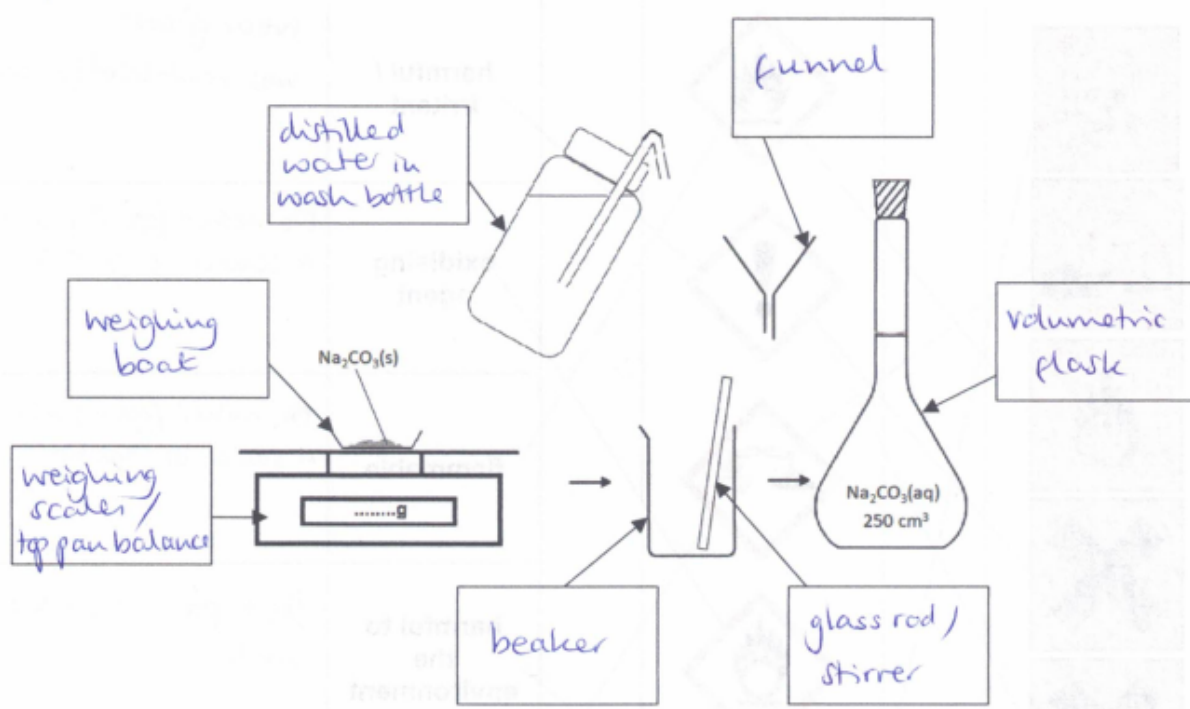 funnel
distilled
water in
wash bottle
weighing
boat
Na₂CO₃(s)
volumetric
flask
weighing
scales/
top pan balance
........g
Na₂CO₃(aq)
250 cm³
beaker
glass rod /
stirrer